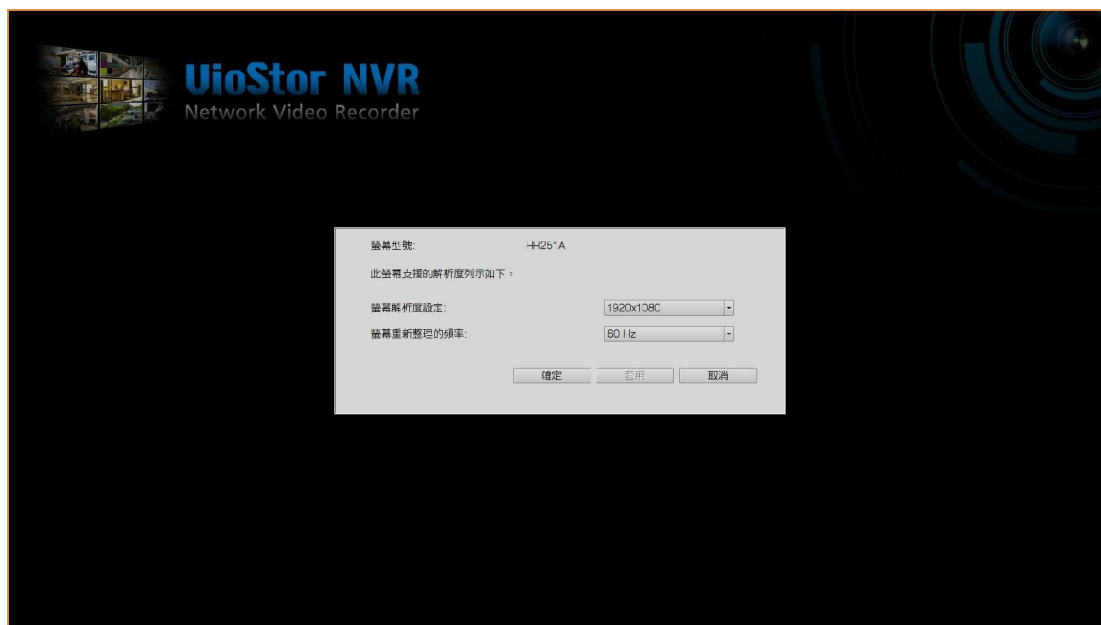 VioStor NVR
Network Video Recorder
螢幕型號: HH251A
此螢幕支援的解析度列示如下。
螢幕解析度設定: 1920x1080
螢幕重新整理的頻率: 60 Hz
確定 套用 取消